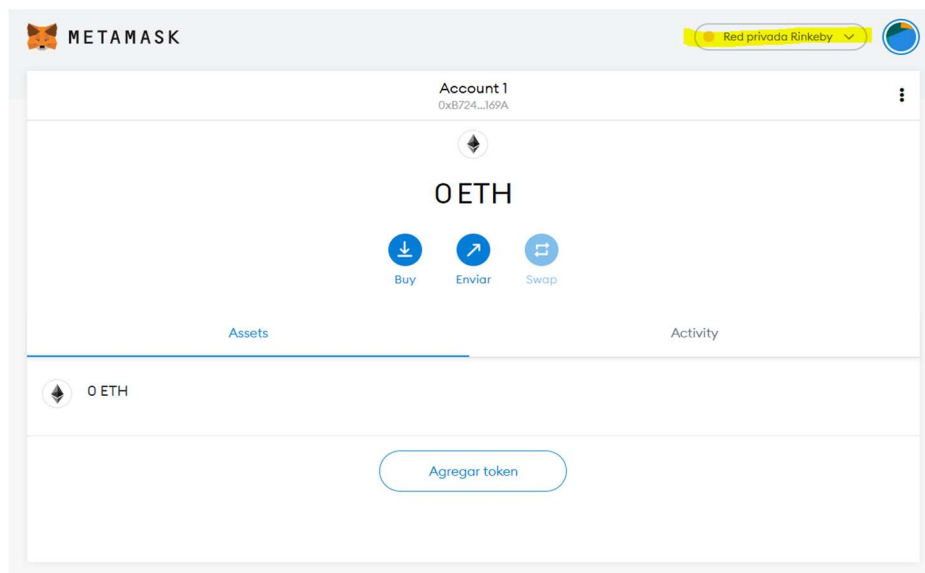 METAMASK
Red privada Rinkeby
Account 1
0xB724...169A
0 ETH
Buy
Enviar
Swap
Assets
Activity
0 ETH
Agregar token